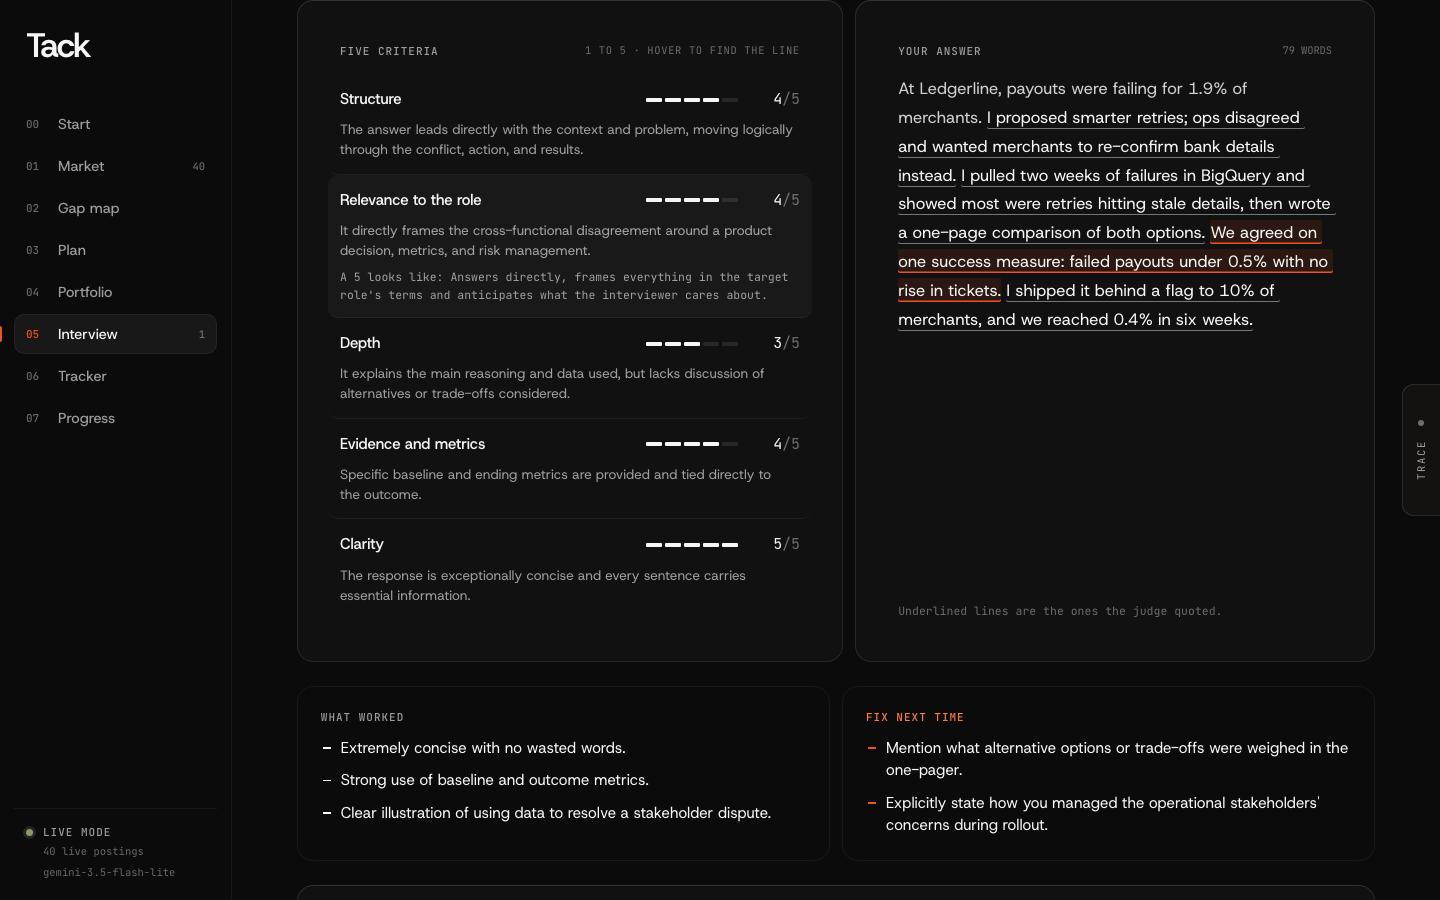 Tack
00 Start
01 Market 40
02 Gap map
03 Plan
04 Portfolio
05 Interview 1
06 Tracker
07 Progress
LIVE MODE
40 live postings
gemini-3.5-flash-lite
FIVE CRITERIA 1 TO 5 · HOVER TO FIND THE LINE
Structure 4/5
The answer leads directly with the context and problem, moving logically
through the conflict, action, and results.
Relevance to the role 4/5
It directly frames the cross-functional disagreement around a product
decision, metrics, and risk management.
A 5 looks like: Answers directly, frames everything in the target
role's terms and anticipates what the interviewer cares about.
Depth 3/5
It explains the main reasoning and data used, but lacks discussion of
alternatives or trade-offs considered.
Evidence and metrics 4/5
Specific baseline and ending metrics are provided and tied directly to
the outcome.
Clarity 5/5
The response is exceptionally concise and every sentence carries
essential information.
YOUR ANSWER 79 WORDS
At Ledgerline, payouts were failing for 1.9% of
merchants. I proposed smarter retries; ops disagreed
and wanted merchants to re-confirm bank details
instead. I pulled two weeks of failures in BigQuery and
showed most were retries hitting stale details, then wrote
a one-page comparison of both options. We agreed on
one success measure: failed payouts under 0.5% with no
rise in tickets. I shipped it behind a flag to 10% of
merchants, and we reached 0.4% in six weeks.
Underlined lines are the ones the judge quoted.
TRACE
WHAT WORKED
– Extremely concise with no wasted words.
– Strong use of baseline and outcome metrics.
– Clear illustration of using data to resolve a stakeholder dispute.
FIX NEXT TIME
– Mention what alternative options or trade-offs were weighed in the
one-pager.
– Explicitly state how you managed the operational stakeholders'
concerns during rollout.